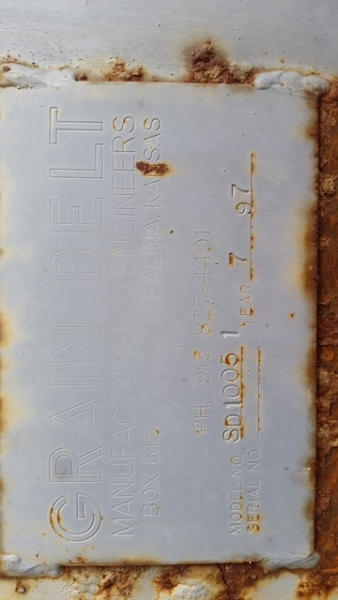 GRAIN BELT
MANUFACTURERS ENGINEERS
BOX 615 SALINA, KANSAS
PH. 913 827-4491
MODEL NO. SD1005 1 YEAR 7 97
SERIAL NO.